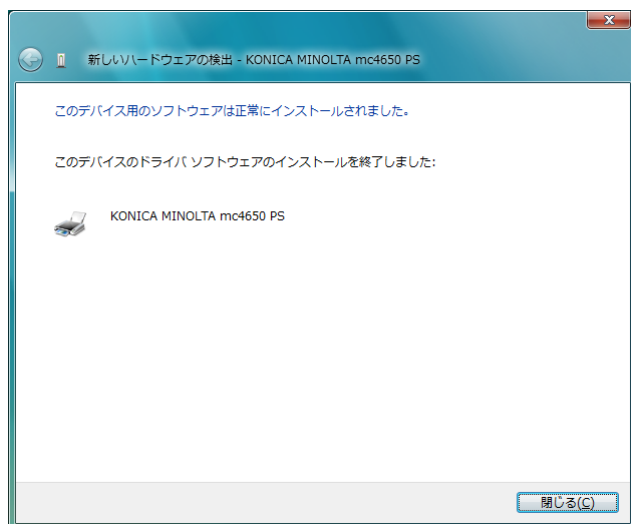 新しいハードウェアの検出 - KONICA MINOLTA mc4650 PS
このデバイス用のソフトウェアは正常にインストールされました。
このデバイスのドライバ ソフトウェアのインストールを終了しました:
KONICA MINOLTA mc4650 PS
閉じる(C)